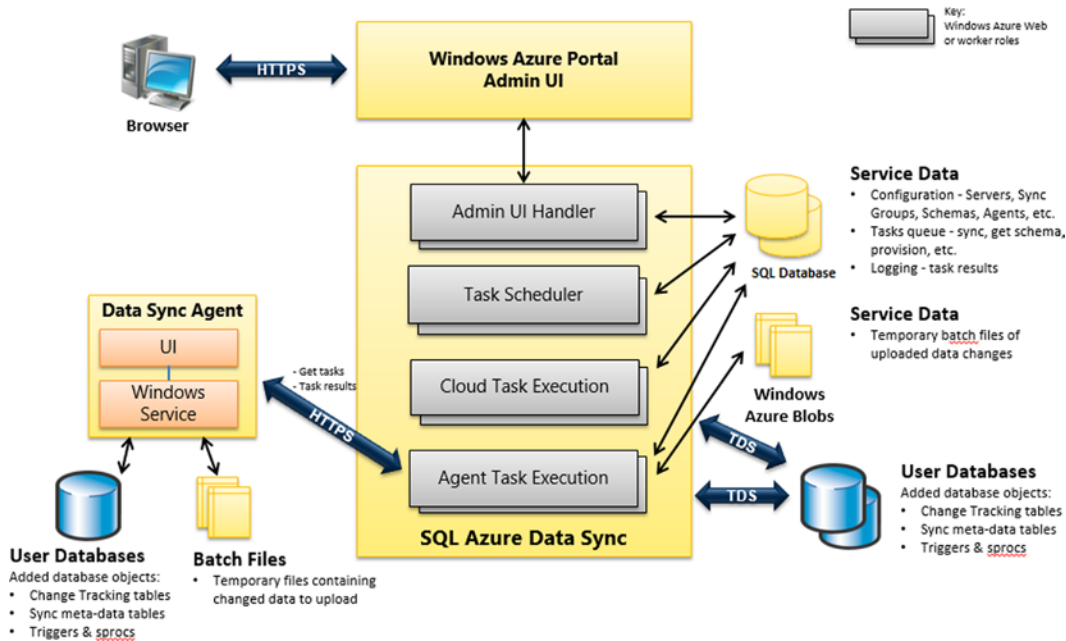 Key:
Windows Azure Web
or worker roles
Windows Azure Portal
Admin UI
HTTPS
Browser
Admin UI Handler
Task Scheduler
Cloud Task Execution
Agent Task Execution
SQL Azure Data Sync
SQL Database
Service Data
• Configuration - Servers, Sync
Groups, Schemas, Agents, etc.
• Tasks queue - sync, get schema,
provision, etc.
• Logging - task results
Service Data
• Temporary batch files of
uploaded data changes
Windows
Azure Blobs
Data Sync Agent
UI
Windows
Service
- Get tasks
- Task results
HTTPS
TDS
TDS
User Databases
Added database objects:
• Change Tracking tables
• Sync meta-data tables
• Triggers & sprocs
User Databases
Added database objects:
• Change Tracking tables
• Sync meta-data tables
• Triggers & sprocs
Batch Files
• Temporary files containing
changed data to upload